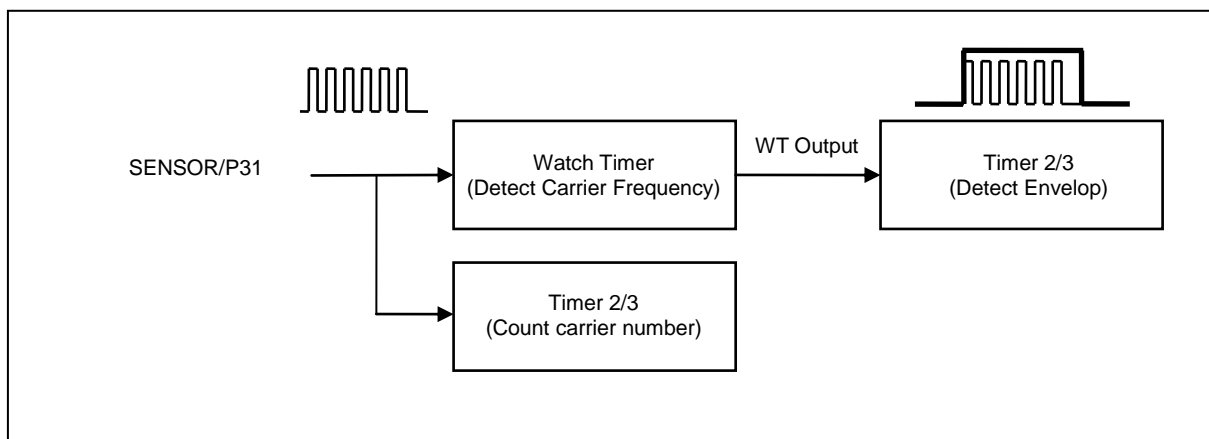 SENSOR/P31
Watch Timer
(Detect Carrier Frequency)
WT Output
Timer 2/3
(Detect Envelop)
Timer 2/3
(Count carrier number)